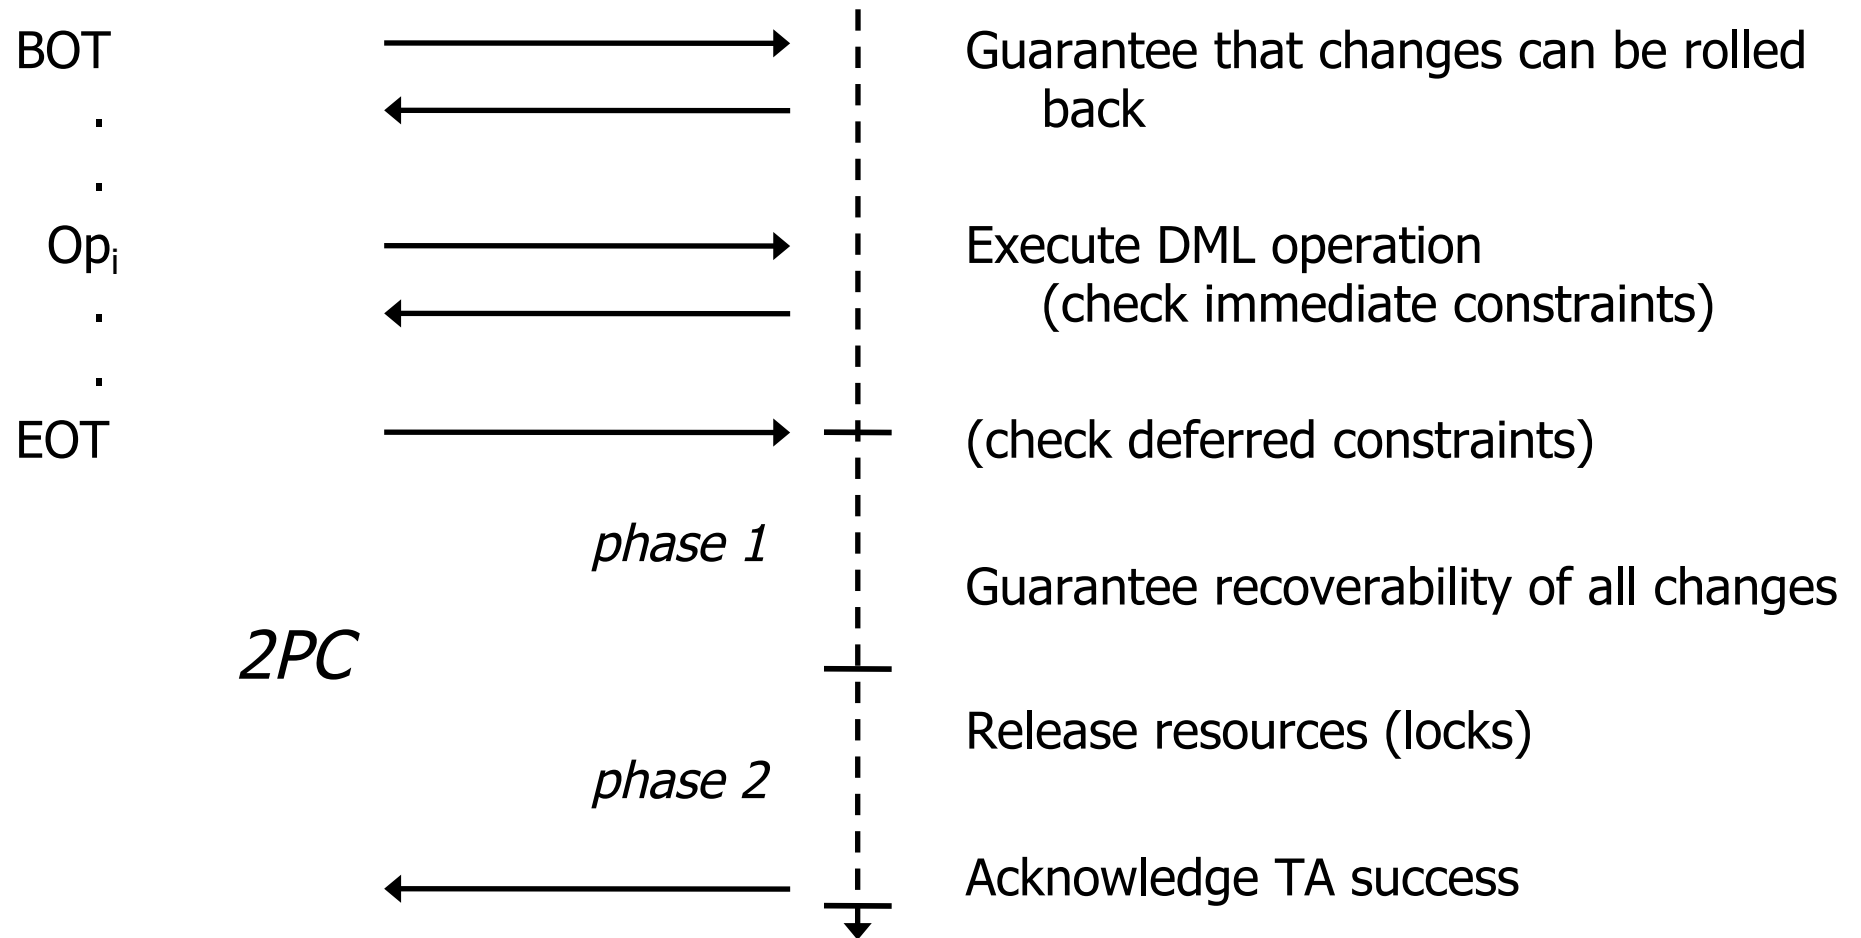 BOT
Guarantee that changes can be rolled
back
.
.
Opi
Execute DML operation
.
(check immediate constraints)
.
EOT
(check deferred constraints)
phase 1
Guarantee recoverability of all changes
2PC
Release resources (locks)
phase 2
Acknowledge TA success